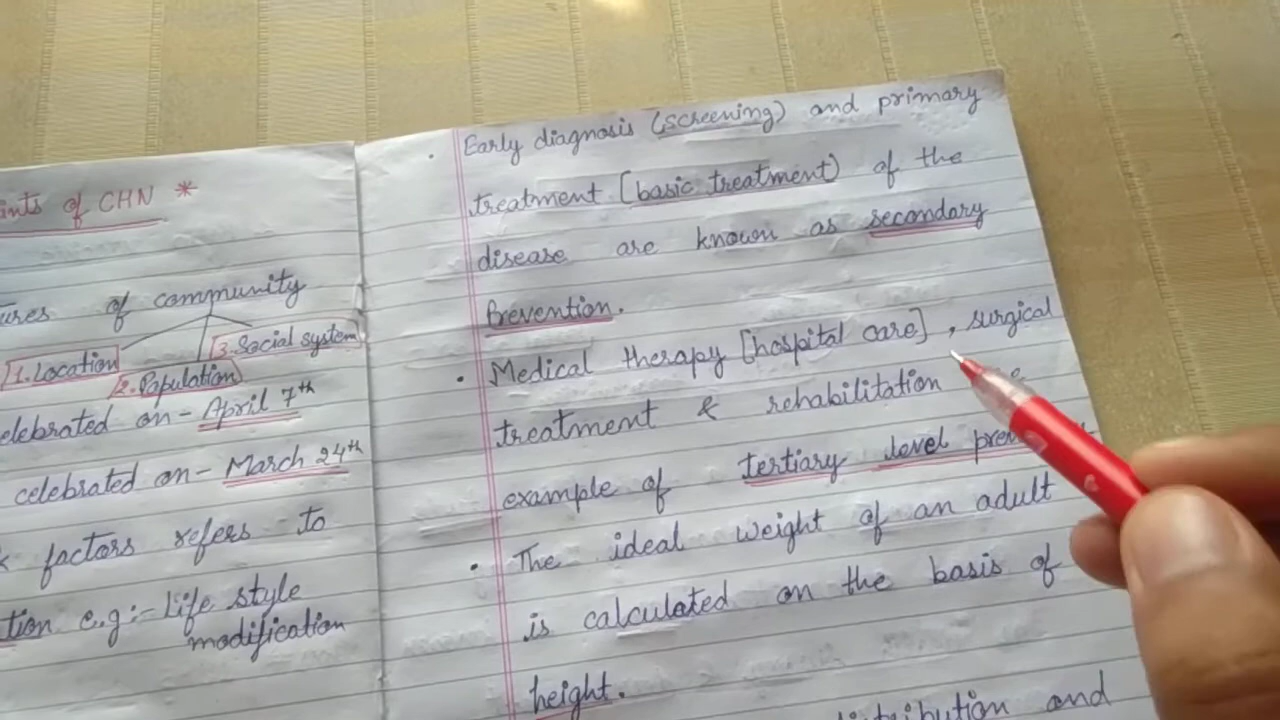 ints of CHN *
ures of community
1. Location
2. Population
3. Social system
elebrated on - April 7th
celebrated on - March 24th
factors refers to
tion e.g:- Life style
modification
• Early diagnosis (screening) and primary
treatment [basic treatment) of the
disease are known as secondary
Prevention.
• Medical therapy [hospital care] , surgical
treatment & rehabilitation
example of tertiary level
• The ideal weight of an adult
is calculated on the basis of
height.
and